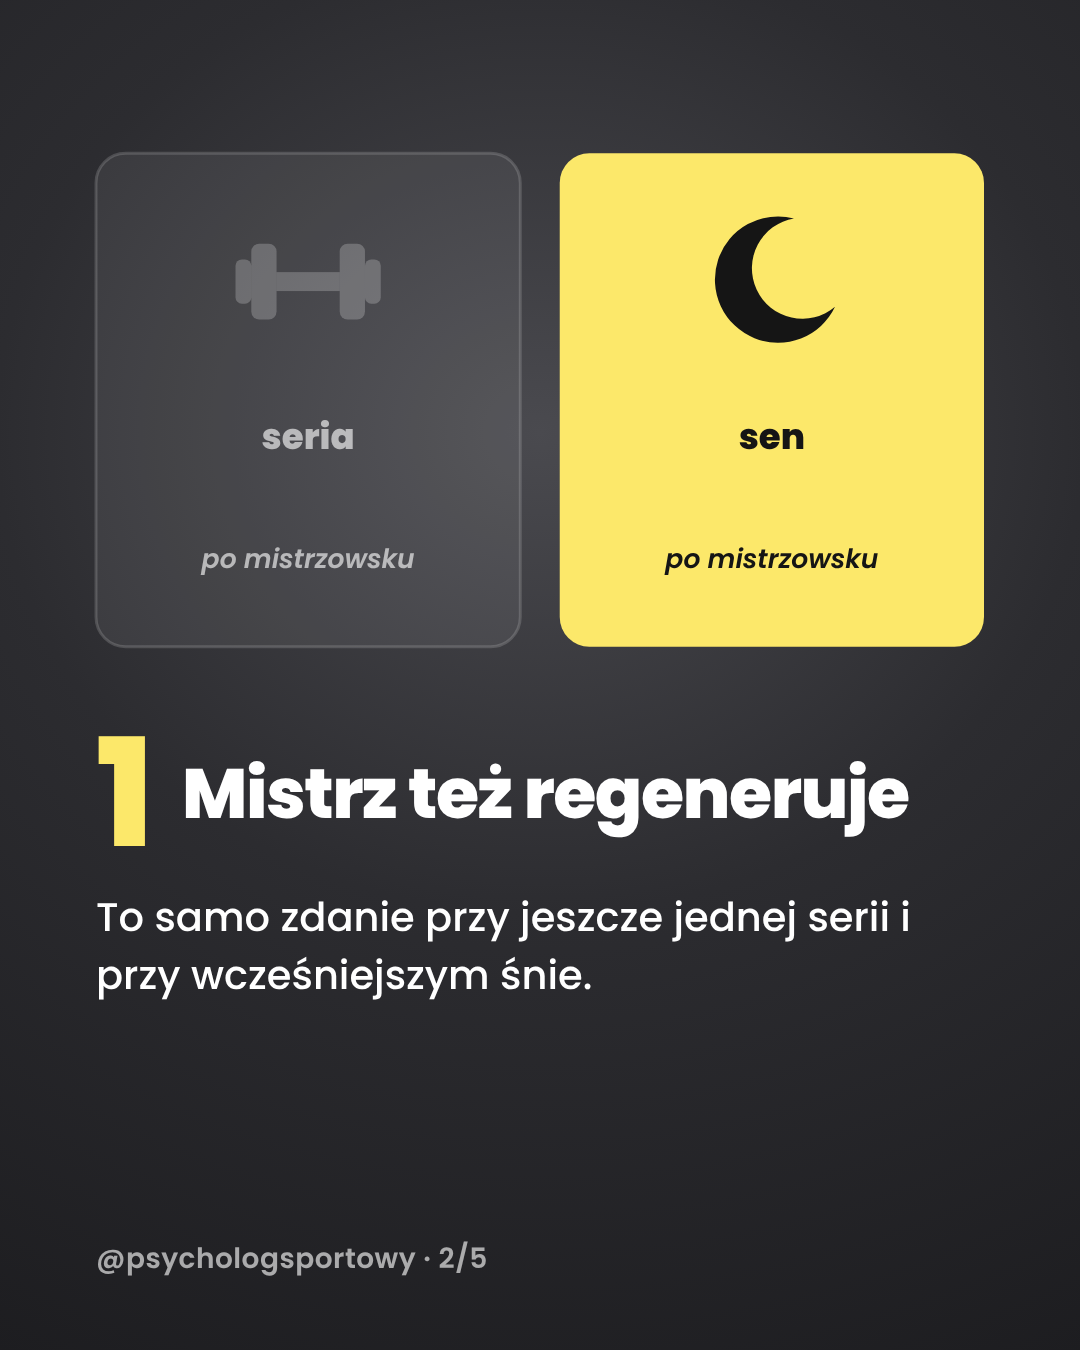 seria
po mistrzowsku
sen
po mistrzowsku
1 Mistrz też regeneruje
To samo zdanie przy jeszcze jednej serii i
przy wcześniejszym śnie.
@psychologsportowy · 2/5